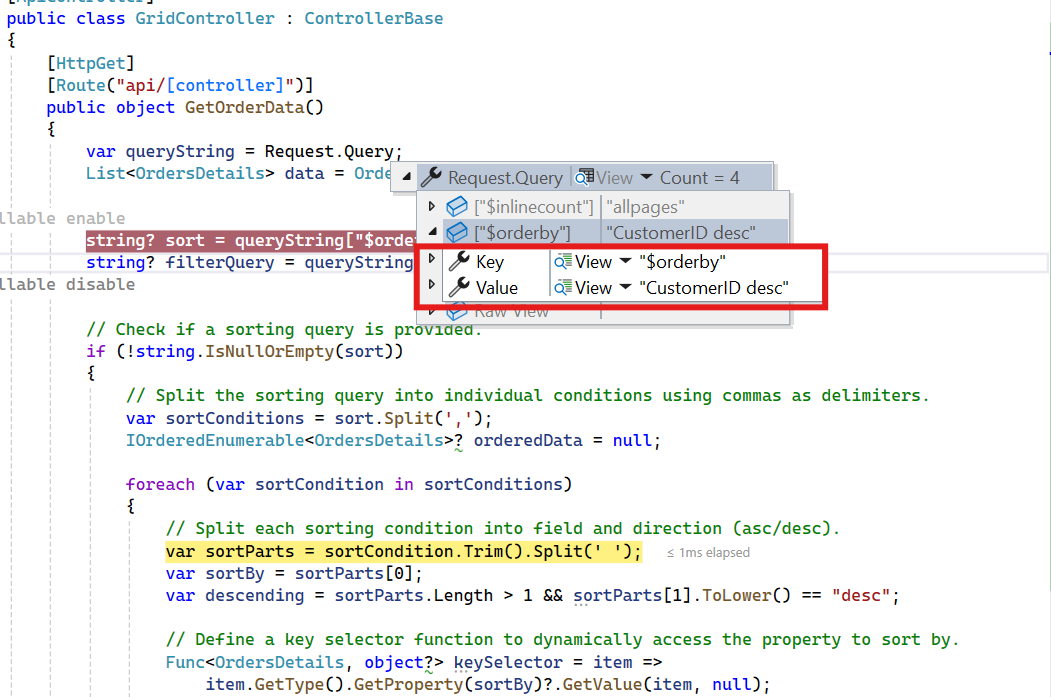 [ApiController]
public class GridController : ControllerBase
{
[HttpGet]
[Route("api/[controller]")]
public object GetOrderData()
{
var queryString = Request.Query;
List<OrdersDetails> data = Orde
Request.Query View Count = 4
["$inlinecount"] "allpages"
llable enable
["$orderby"] "CustomerID desc"
string? sort = queryString["$orde
string? filterQuery = queryString
Key View "$orderby"
llable disable
Value View "CustomerID desc"
Raw View
// Check if a sorting query is provided.
if (!string.IsNullOrEmpty(sort))
{
// Split the sorting query into individual conditions using commas as delimiters.
var sortConditions = sort.Split(',');
IOrderedEnumerable<OrdersDetails>? orderedData = null;
foreach (var sortCondition in sortConditions)
{
// Split each sorting condition into field and direction (asc/desc).
var sortParts = sortCondition.Trim().Split(' '); ≤ 1ms elapsed
var sortBy = sortParts[0];
var descending = sortParts.Length > 1 && sortParts[1].ToLower() == "desc";
// Define a key selector function to dynamically access the property to sort by.
Func<OrdersDetails, object?> keySelector = item =>
item.GetType().GetProperty(sortBy)?.GetValue(item, null);